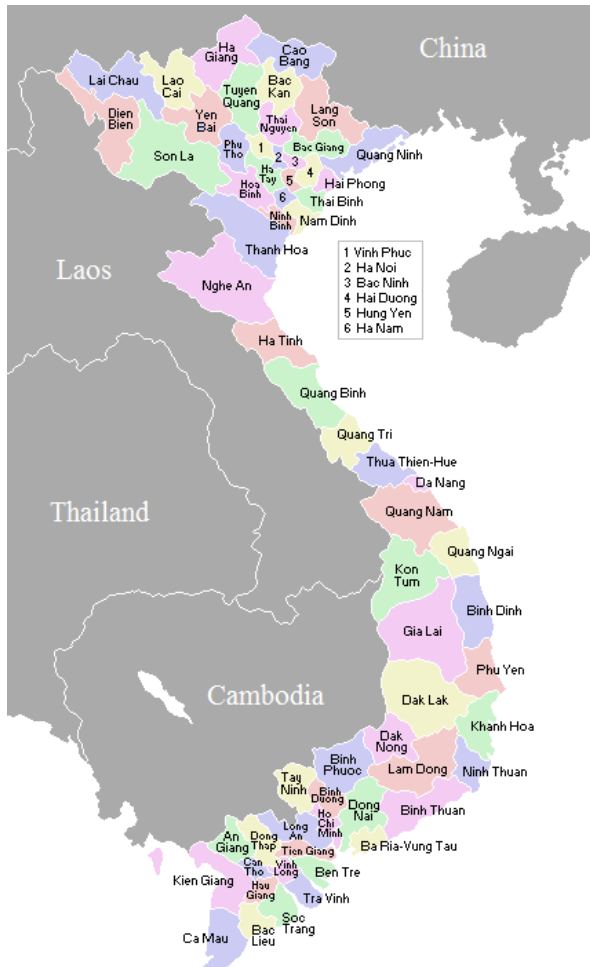 China
Ha
Giang
Cao
Bang
Lai Chau
Lao
Cai
Tuyen
Quang
Bac
Kan
Dien
Bien
Yen
Bai
Thai
Nguyen
Lang
Son
Son La
Phu
Tho
1
Bac Giang
Quang Ninh
2
3
Ha
Tay
4
5
Hoa
Binh
Hai Phong
6
Thai Binh
Ninh
Binh
Nam Dinh
Thanh Hoa
1 Vinh Phuc
2 Ha Noi
3 Bac Ninh
4 Hai Duong
5 Hung Yen
6 Ha Nam
Laos
Nghe An
Ha Tinh
Quang Binh
Quang Tri
Thua Thien-Hue
Da Nang
Thailand
Quang Nam
Quang Ngai
Kon
Tum
Binh Dinh
Gia Lai
Phu Yen
Cambodia
Dak Lak
Khanh Hoa
Dak
Nong
Binh
Phuoc
Lam Dong
Ninh Thuan
Tay
Ninh
Binh
Duong
Dong
Nai
Binh Thuan
Ho
Chi
Minh
Long
An
An
Giang
Dong
Thap
Tien Giang
Ba Ria-Vung Tau
Can
Tho
Vinh
Long
Ben Tre
Kien Giang
Hau
Giang
Tra Vinh
Soc
Trang
Bac
Lieu
Ca Mau